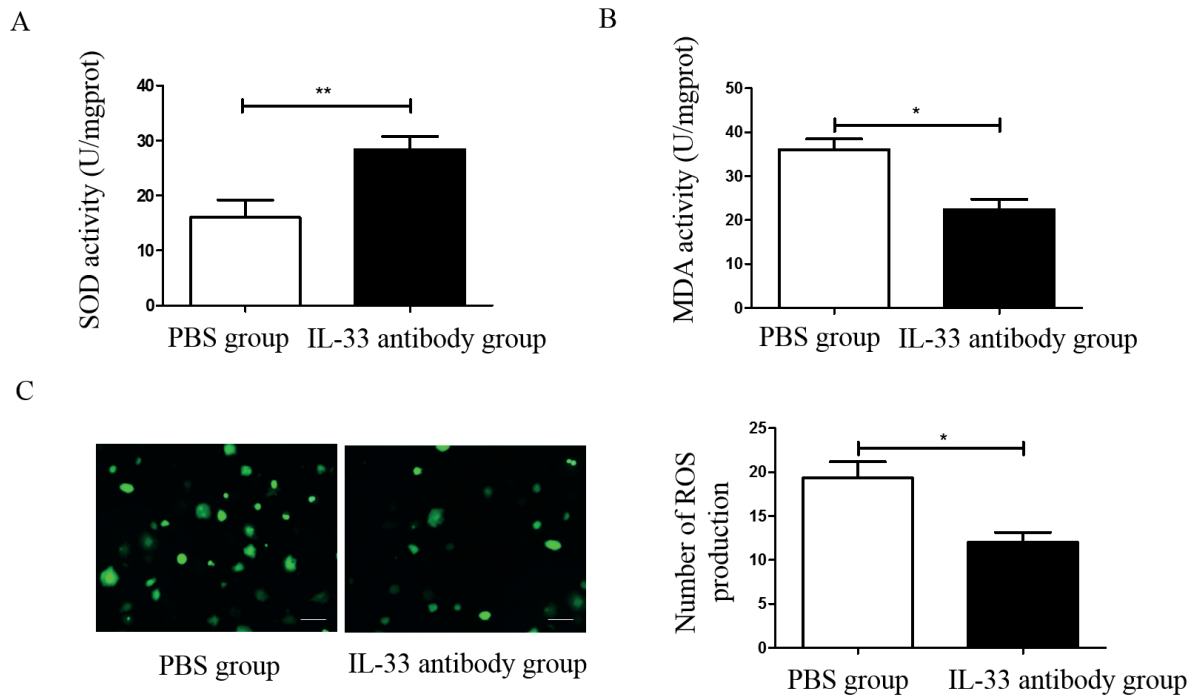 A
SOD activity (U/mgprot)
40
30
20
10
0
**
PBS group
IL-33 antibody group
B
MDA activity (U/mgprot)
50
40
30
20
10
0
*
PBS group
IL-33 antibody group
C
PBS group
IL-33 antibody group
Number of ROS
production
25
20
15
10
5
0
*
PBS group
IL-33 antibody group